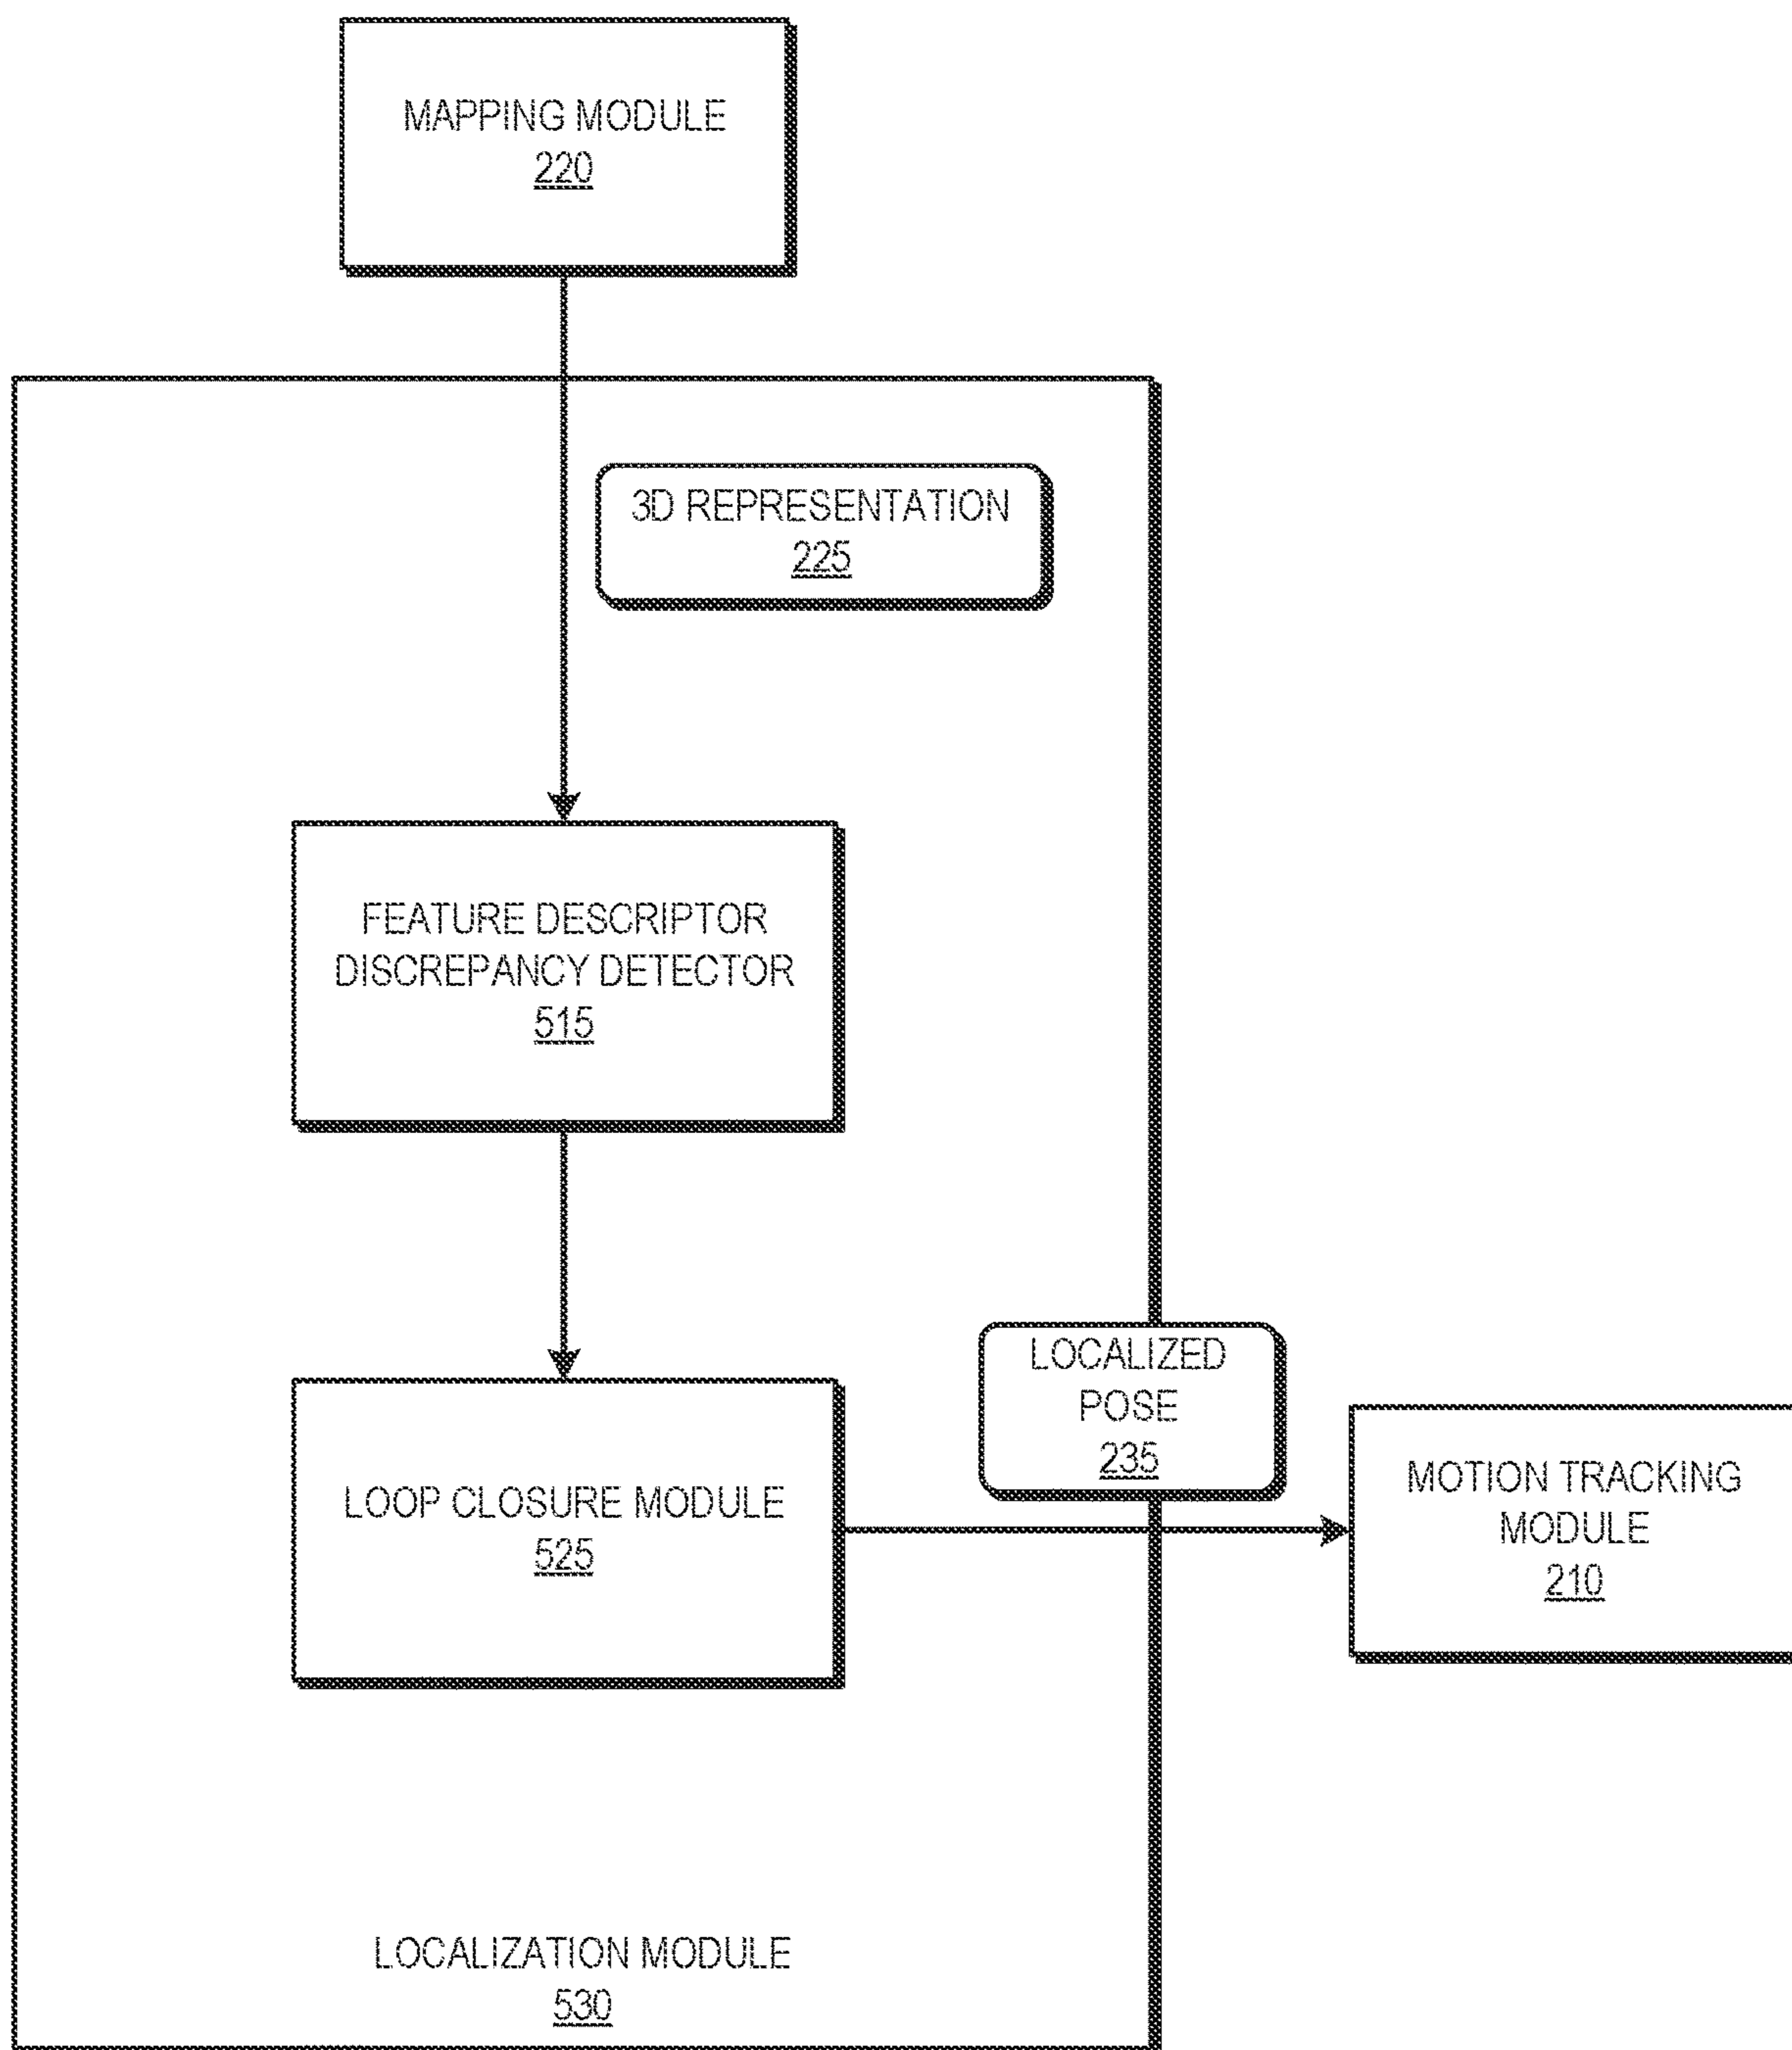 MAPPING MODULE
220
3D REPRESENTATION
225
FEATURE DESCRIPTOR
DISCREPANCY DETECTOR
515
LOCALIZED
POSE
235
LOOP CLOSURE MODULE
525
MOTION TRACKING
MODULE
210
LOCALIZATION MODULE
530